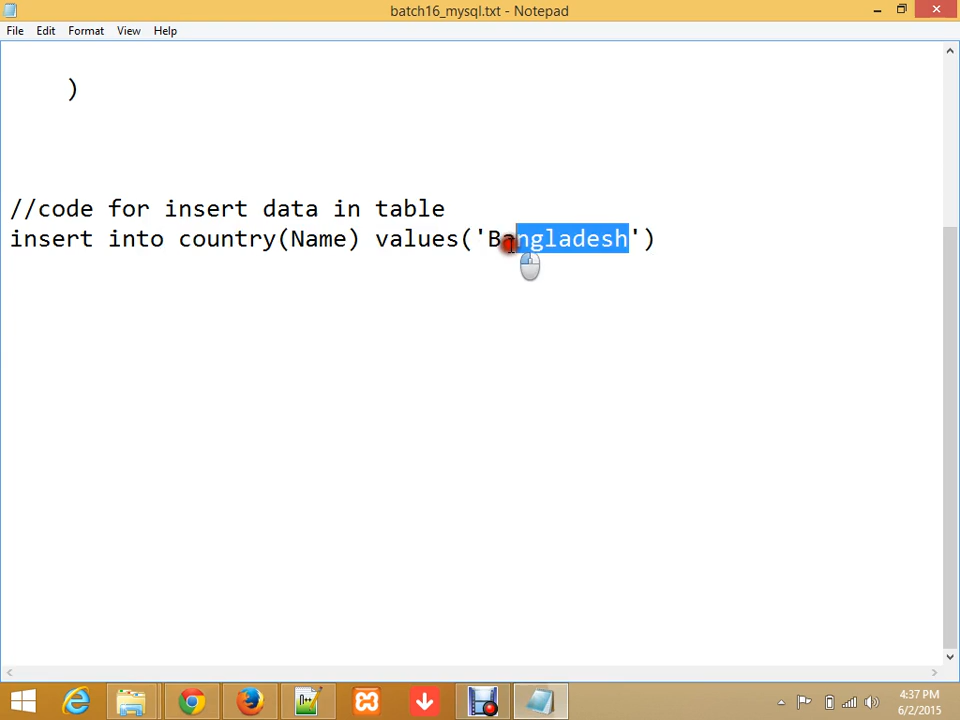 batch16_mysql.txt - Notepad
File Edit Format View Help
)
//code for insert data in table
insert into country(Name) values('Bangladesh')
4:37 PM
6/2/2015